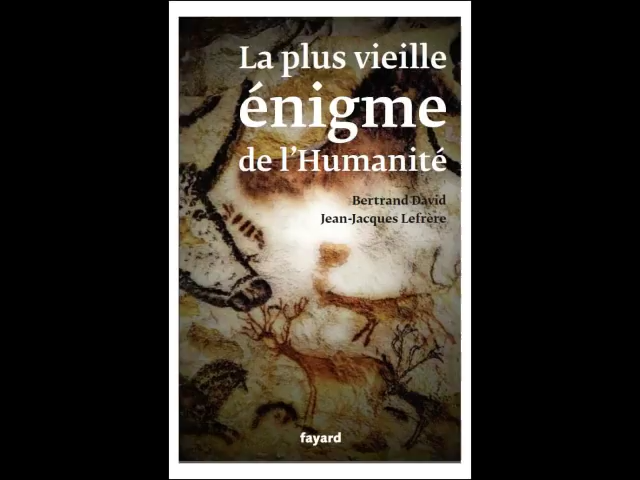 La plus vieille
énigme
de l'Humanité
Bertrand David
Jean-Jacques Lefrère
fayard